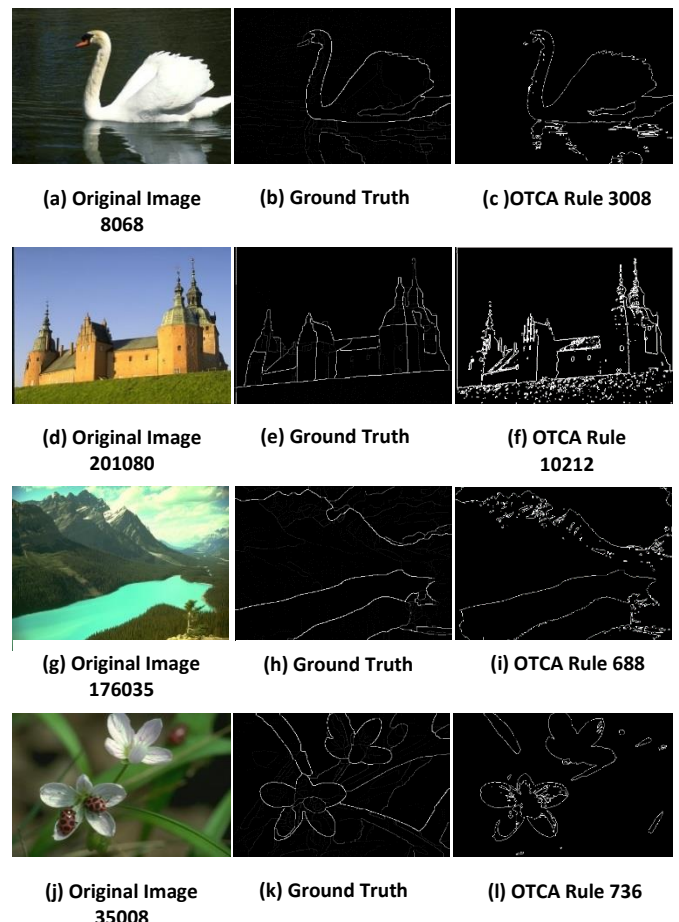 (a) Original Image
8068
(b) Ground Truth
(c )OTCA Rule 3008
(d) Original Image
201080
(e) Ground Truth
(f) OTCA Rule
10212
(g) Original Image
176035
(h) Ground Truth
(i) OTCA Rule 688
(j) Original Image
35008
(k) Ground Truth
(l) OTCA Rule 736